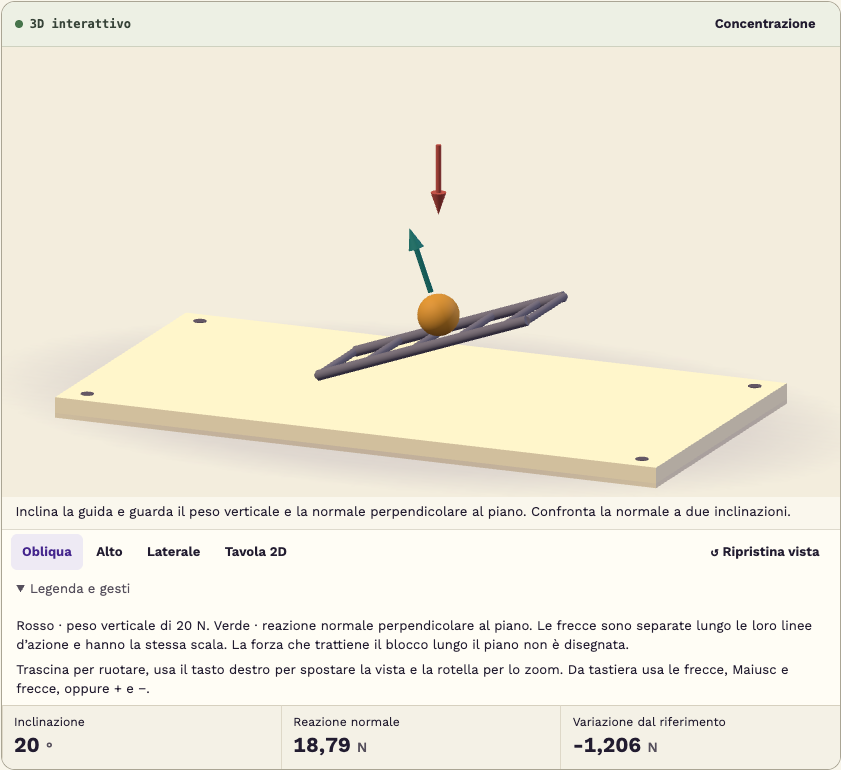 3D interattivo
Concentrazione
Inclina la guida e guarda il peso verticale e la normale perpendicolare al piano. Confronta la normale a due inclinazioni.
Obliqua Alto Laterale Tavola 2D ↺ Ripristina vista
▼ Legenda e gesti
Rosso · peso verticale di 20 N. Verde · reazione normale perpendicolare al piano. Le frecce sono separate lungo le loro linee
d’azione e hanno la stessa scala. La forza che trattiene il blocco lungo il piano non è disegnata.
Trascina per ruotare, usa il tasto destro per spostare la vista e la rotella per lo zoom. Da tastiera usa le frecce, Maiusc e
frecce, oppure + e −.
Inclinazione
20 °
Reazione normale
18,79 N
Variazione dal riferimento
-1,206 N